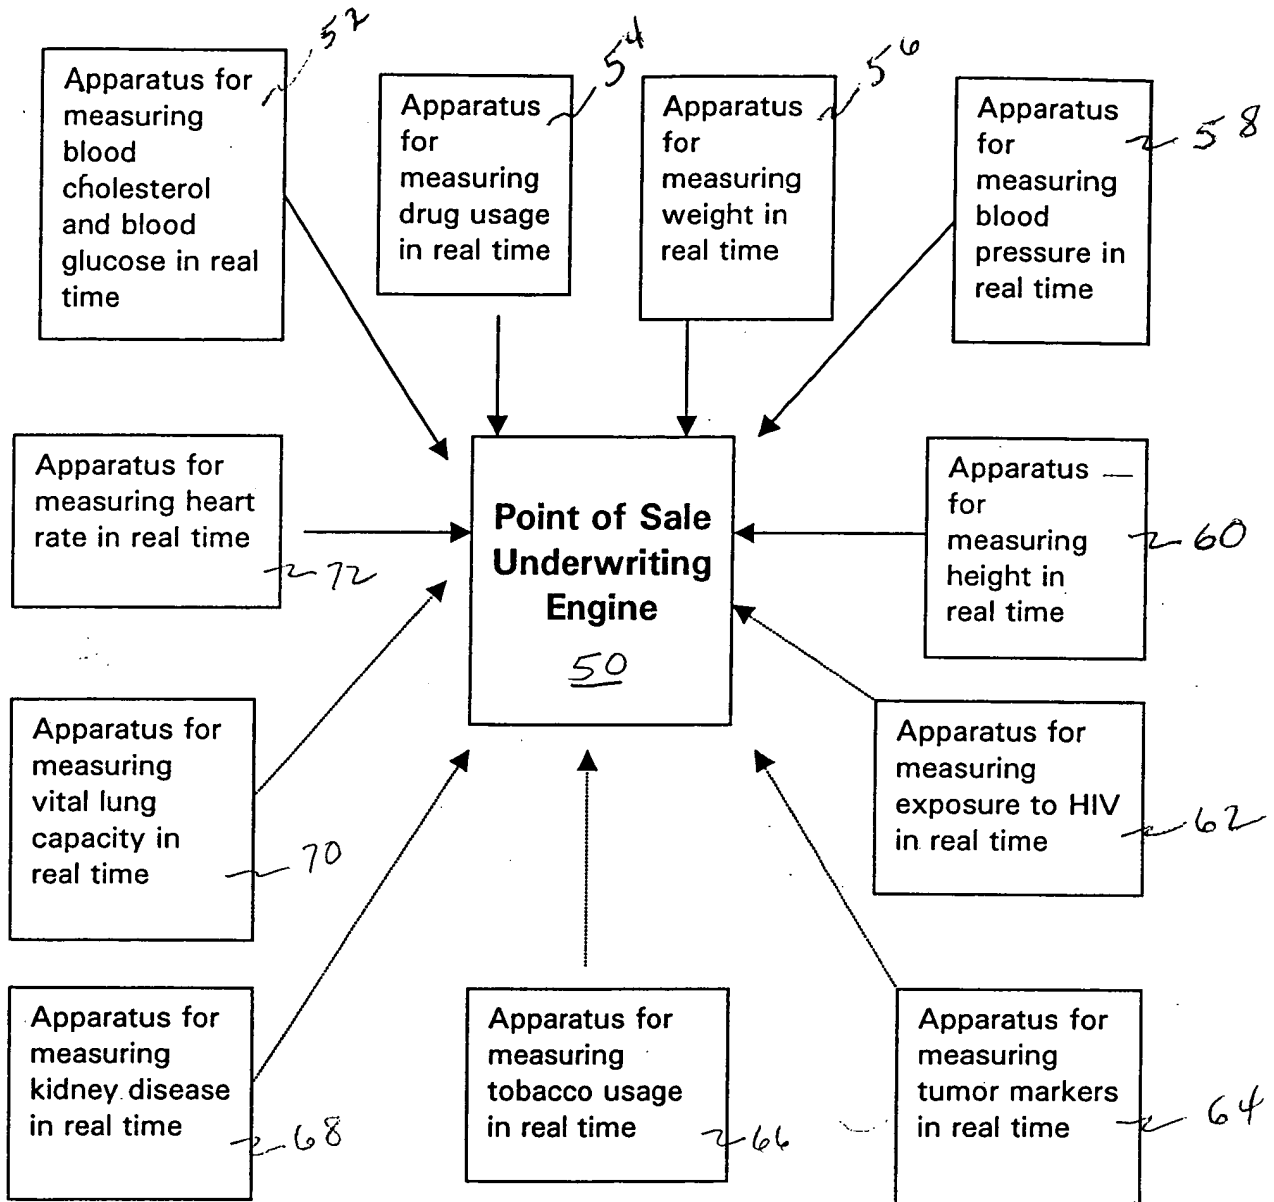 52
Apparatus for
measuring
blood
cholesterol
and blood
glucose in real
time
54
Apparatus
for
measuring
drug usage
in real time
56
Apparatus
for
measuring
weight in
real time
58
Apparatus
for
measuring
blood
pressure in
real time
Apparatus for
measuring heart
rate in real time
72
Point of Sale
Underwriting
Engine
50
Apparatus
for
measuring
height in
real time
60
Apparatus for
measuring
vital lung
capacity in
real time
70
Apparatus for
measuring
exposure to HIV
in real time
62
Apparatus for
measuring
kidney disease
in real time
68
Apparatus for
measuring
tobacco usage
in real time
66
Apparatus for
measuring
tumor markers
in real time
64